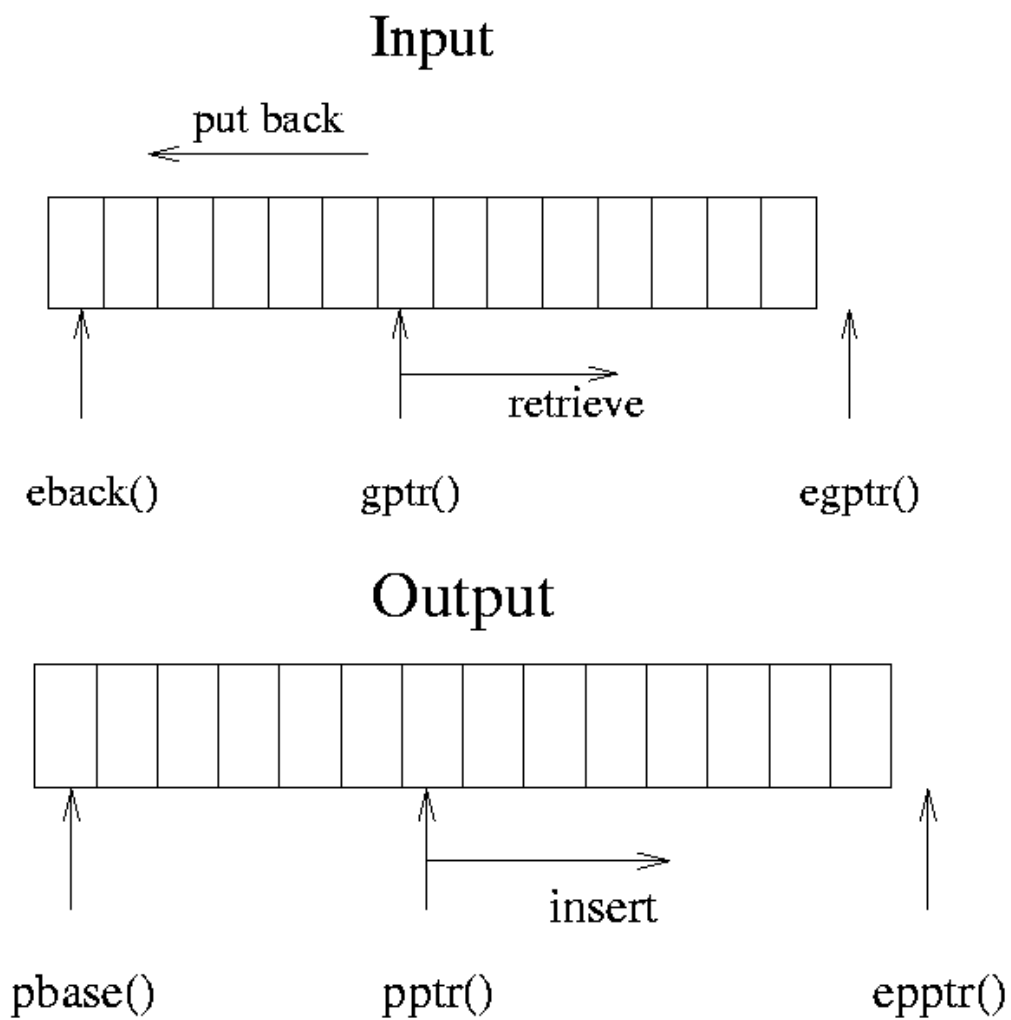 Input
put back
retrieve
eback() gptr() egptr()
Output
insert
pbase() pptr() epptr()